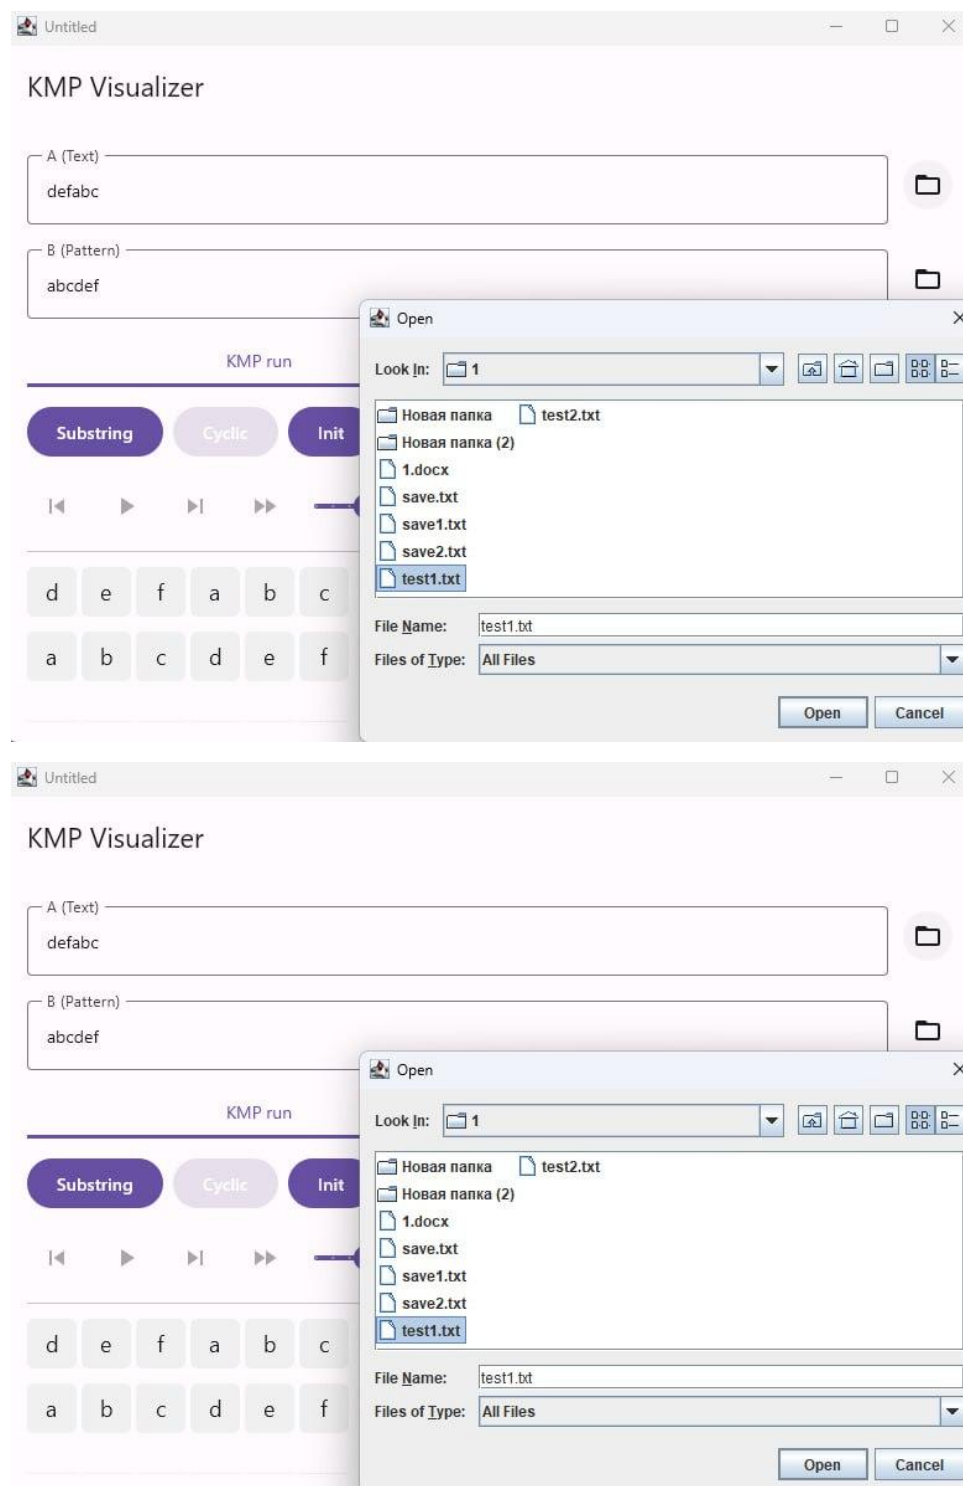 Untitled
KMP Visualizer
A (Text)
defabc
B (Pattern)
abcdef
Open
KMP run
Look In: 1
Новая папка test2.txt
Новая папка (2)
1.docx
save.txt
save1.txt
save2.txt
test1.txt
Substring Cyclic Init
d e f a b c
a b c d e f
File Name: test1.txt
Files of Type: All Files
Open Cancel
Untitled
KMP Visualizer
A (Text)
defabc
B (Pattern)
abcdef
Open
KMP run
Look In: 1
Новая папка test2.txt
Новая папка (2)
1.docx
save.txt
save1.txt
save2.txt
test1.txt
Substring Cyclic Init
d e f a b c
a b c d e f
File Name: test1.txt
Files of Type: All Files
Open Cancel